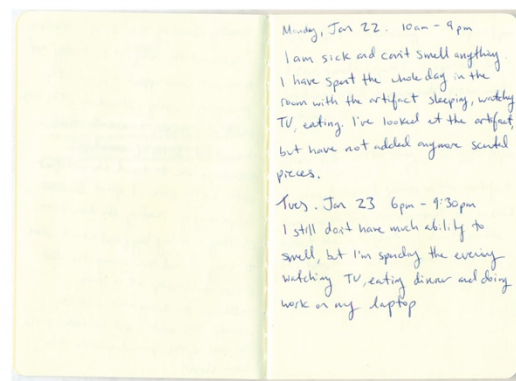 Monday, Jan 22. 10am - 9pm
I am sick and can't smell anything.
I have spent the whole day in the
room with the artifact sleeping, watching
TV, eating. I've looked at the artifact,
but have not added anymore scented
pieces.
Tues. Jan 23 6pm - 9:30pm
I still don't have much ability to
smell, but I'm spending the evening
watching TV, eating dinner and doing
work on my laptop